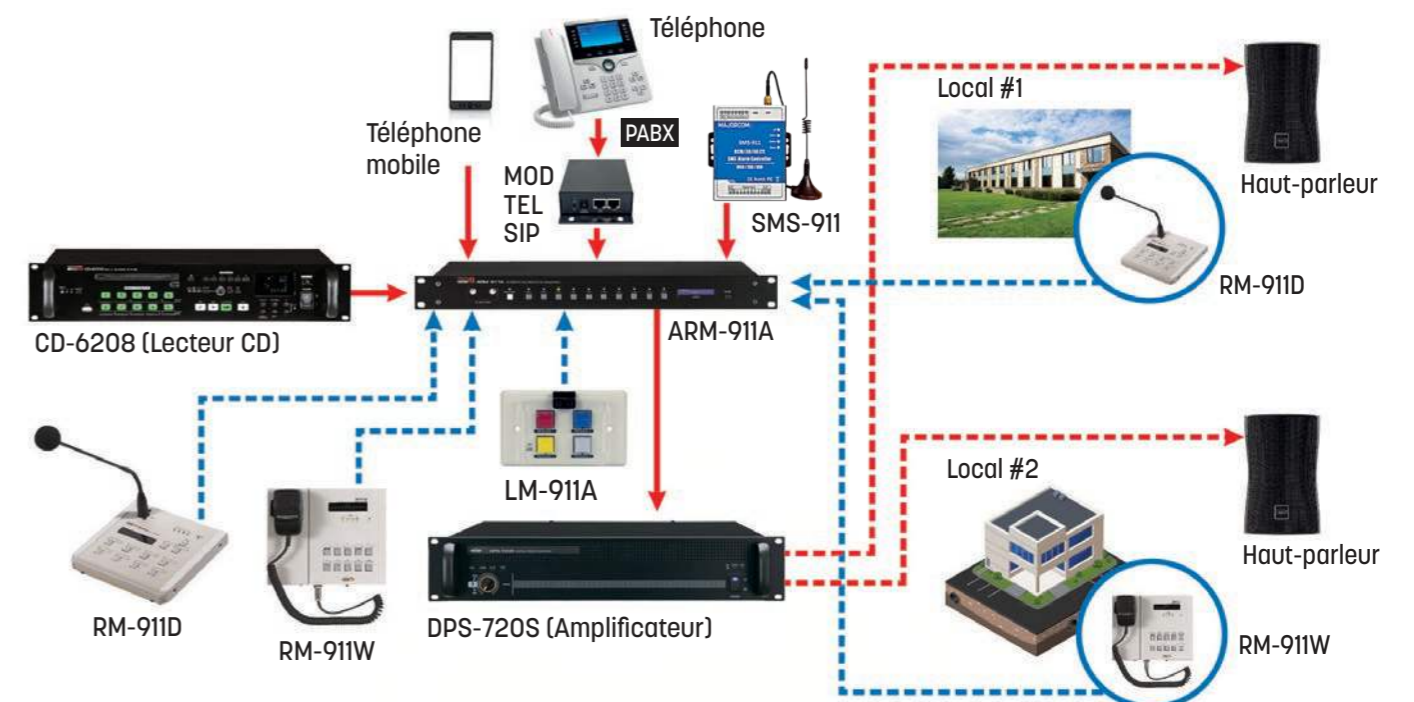 Téléphone
Téléphone
mobile
PABX
MOD
TEL
SIP
SMS-911
Local #1
Haut-parleur
RM-911D
CD-6208 (Lecteur CD)
ARM-911A
LM-911A
Local #2
Haut-parleur
RM-911D
RM-911W
DPS-720S (Amplificateur)
RM-911W